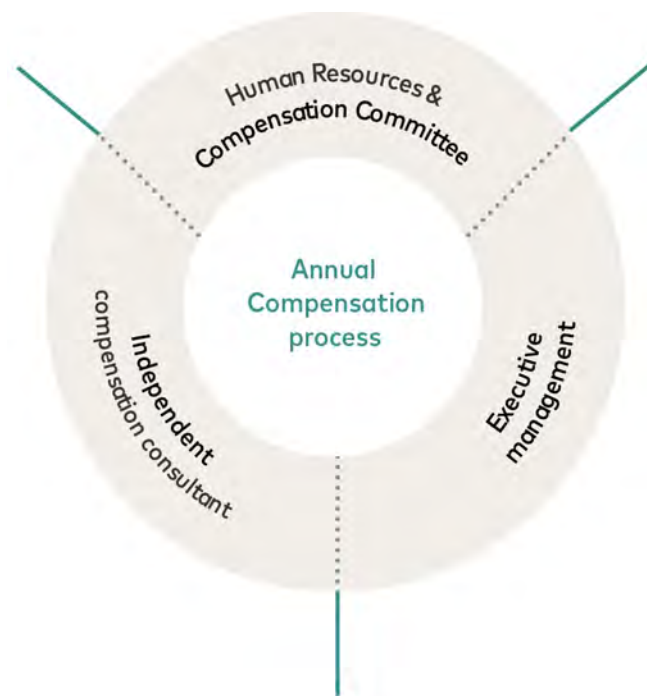 Human Resources &
Compensation Committee
Annual
Compensation
process
Independent
compensation consultant
Executive
management